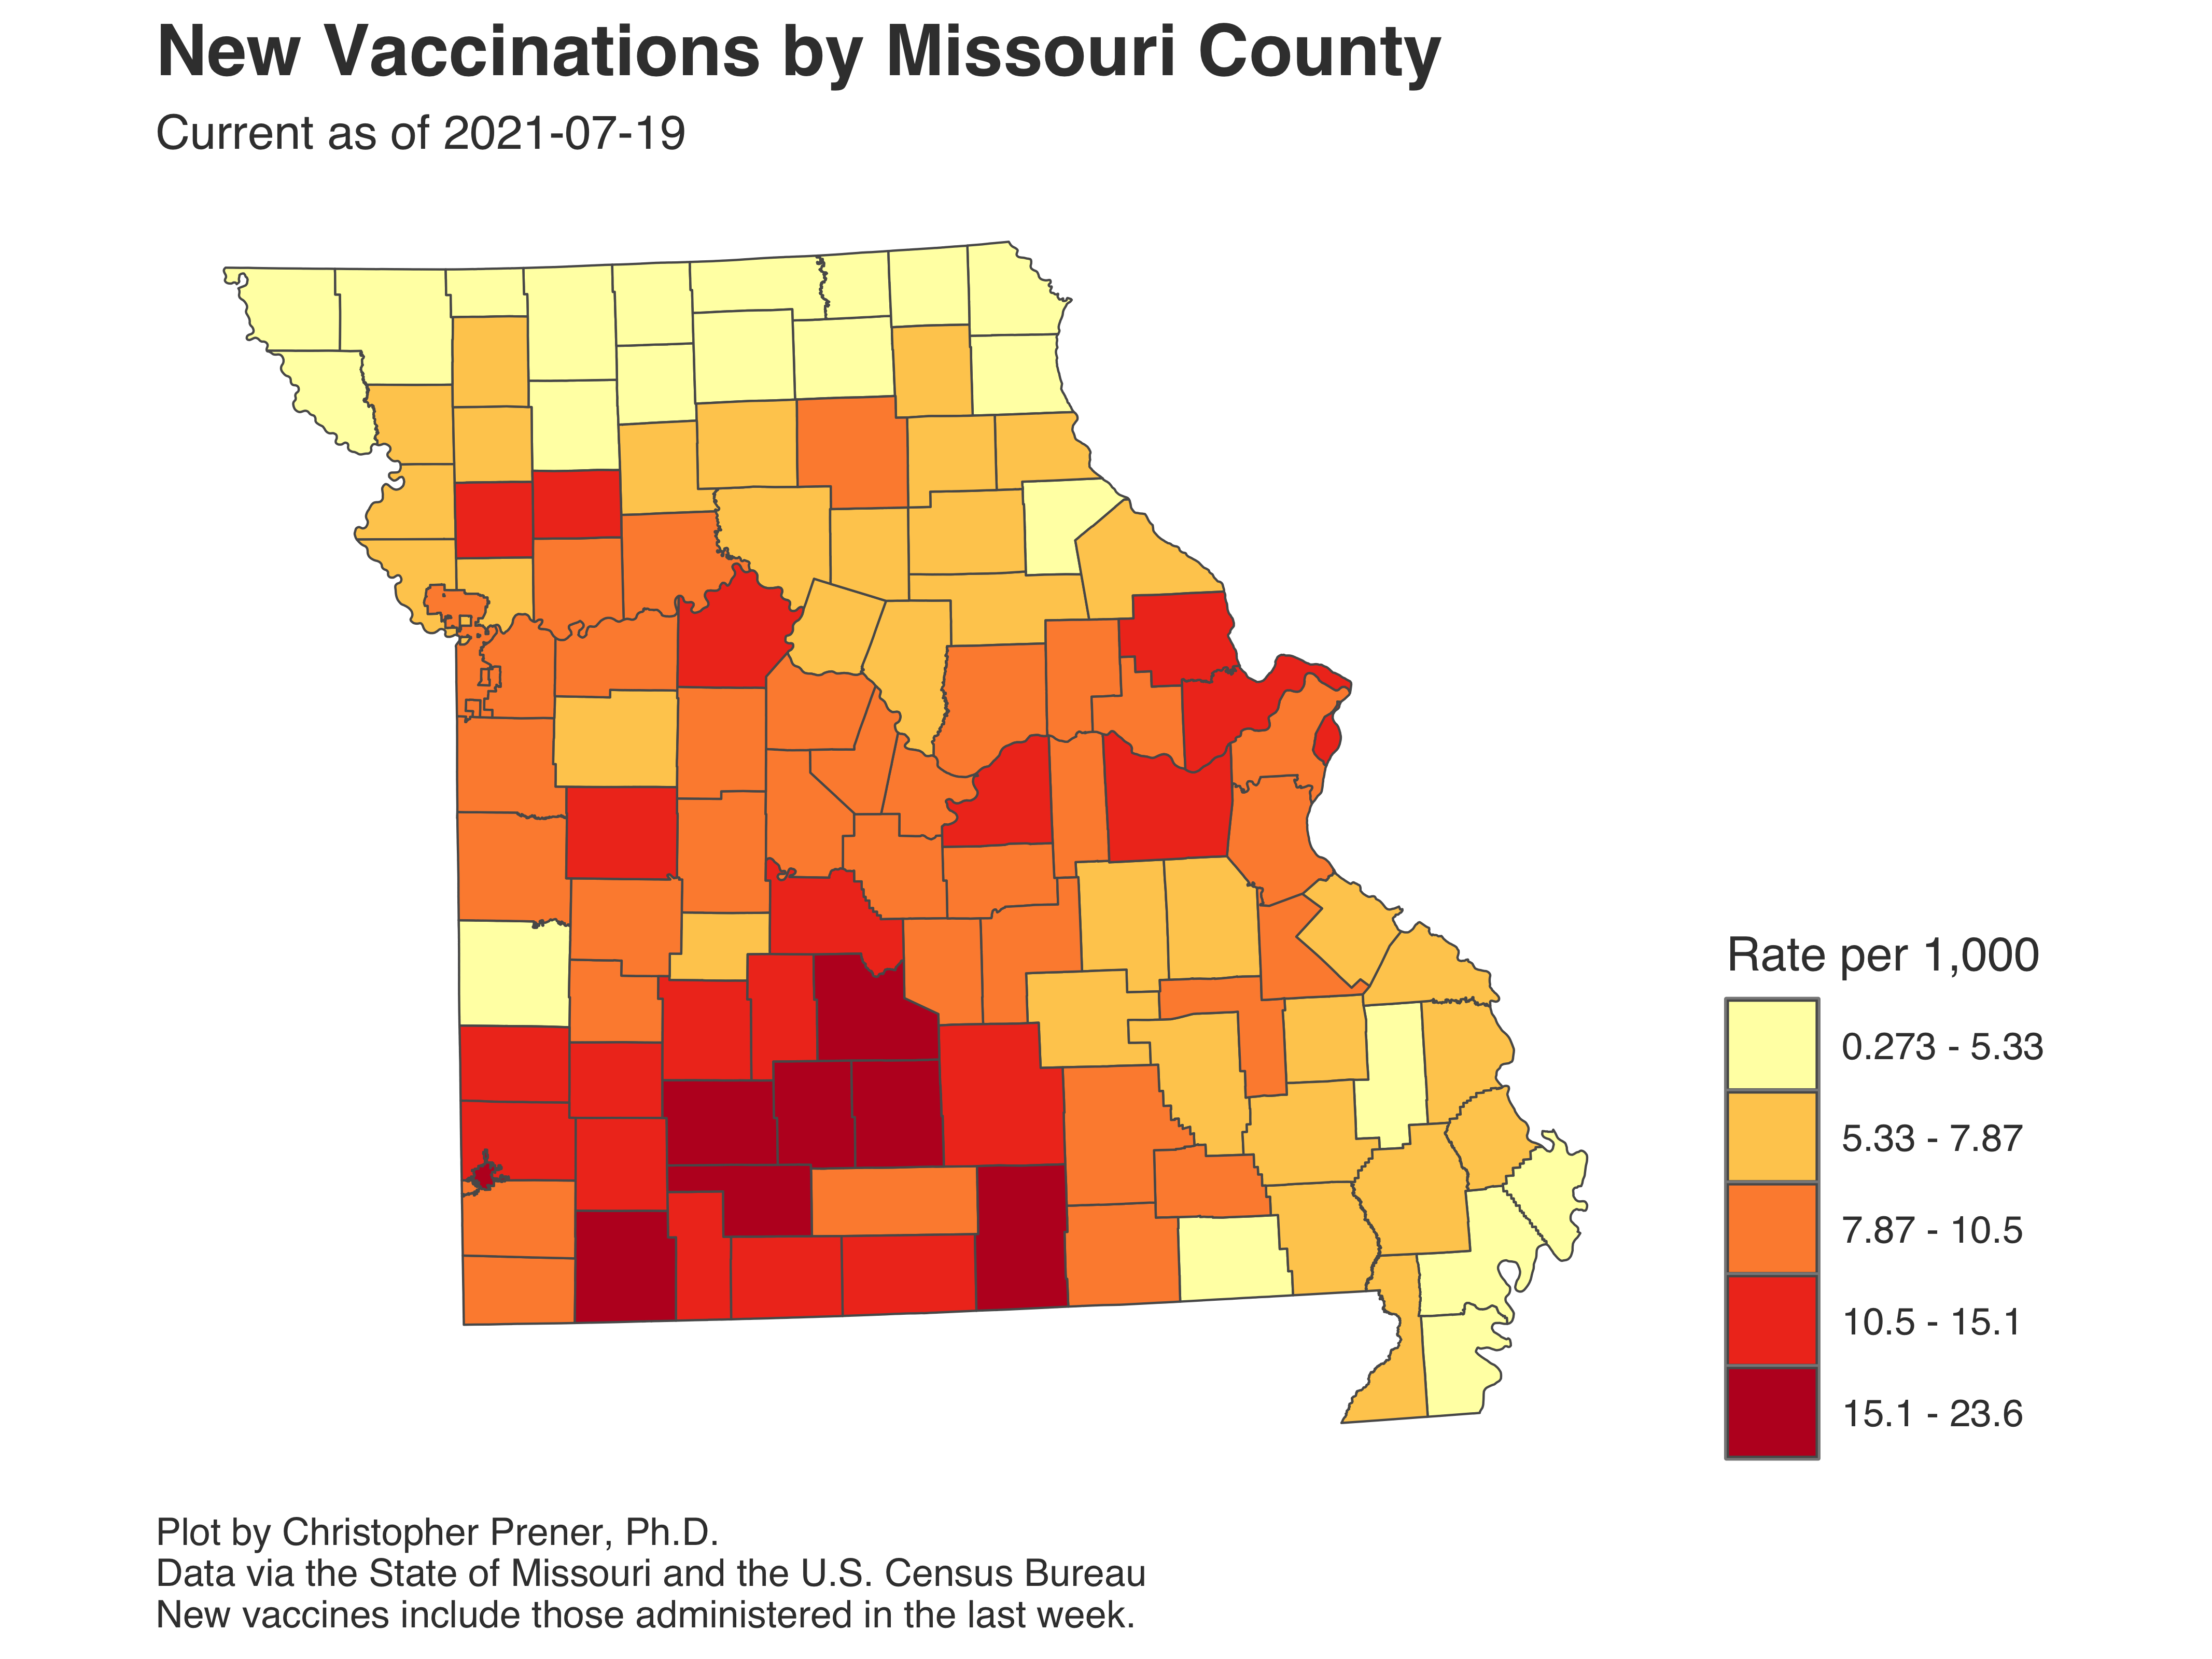 New Vaccinations by Missouri County
Current as of 2021-07-19
Rate per 1,000
0.273 - 5.33
5.33 - 7.87
7.87 - 10.5
10.5 - 15.1
15.1 - 23.6
Plot by Christopher Prener, Ph.D.
Data via the State of Missouri and the U.S. Census Bureau
New vaccines include those administered in the last week.